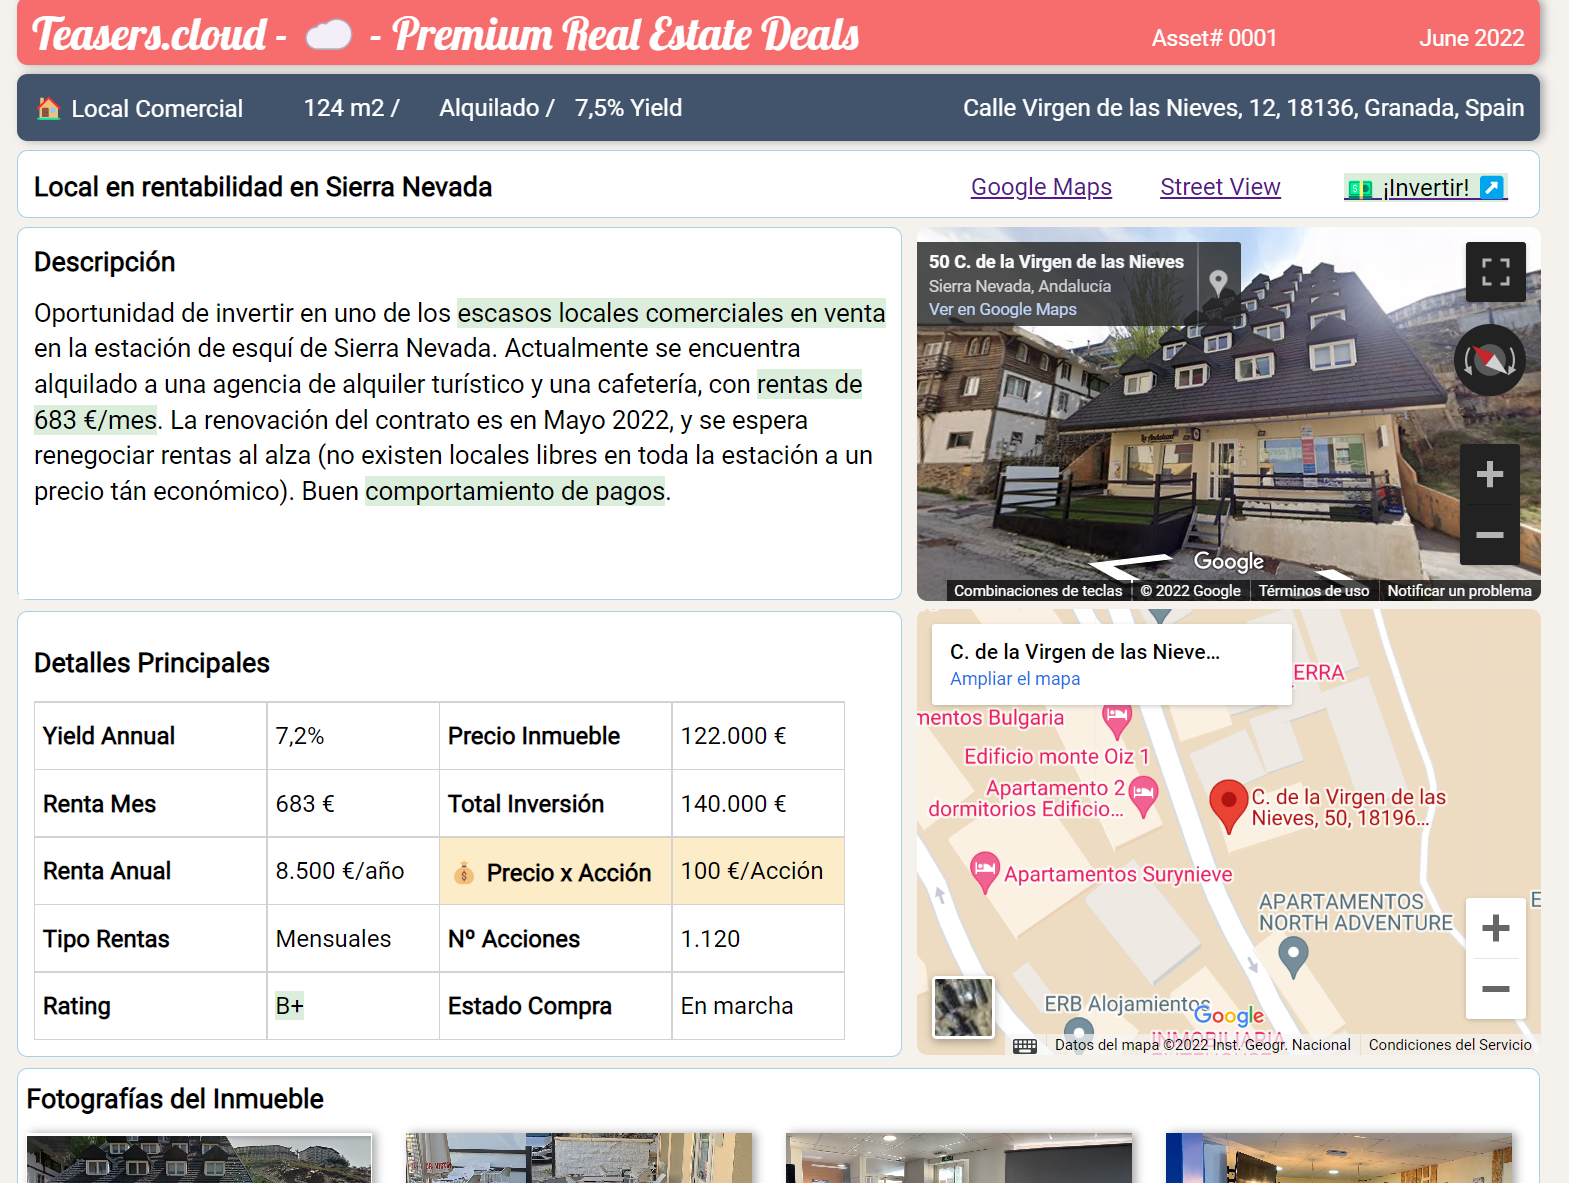 Teasers.cloud - - Premium Real Estate Deals
Asset# 0001
June 2022
Local Comercial
124 m2 /
Alquilado /
7,5% Yield
Calle Virgen de las Nieves, 12, 18136, Granada, Spain
Local en rentabilidad en Sierra Nevada
Google Maps
Street View
¡Invertir!
Descripción
Oportunidad de invertir en uno de los escasos locales comerciales en venta
en la estación de esquí de Sierra Nevada. Actualmente se encuentra
alquilado a una agencia de alquiler turístico y una cafetería, con rentas de
683 €/mes. La renovación del contrato es en Mayo 2022, y se espera
renegociar rentas al alza (no existen locales libres en toda la estación a un
precio tán económico). Buen comportamiento de pagos.
50 C. de la Virgen de las Nieves
Sierra Nevada, Andalucía
Ver en Google Maps
Google
Combinaciones de teclas
© 2022 Google
Términos de uso
Notificar un problema
Detalles Principales
Yield Annual
7,2%
Precio Inmueble
122.000 €
Renta Mes
683 €
Total Inversión
140.000 €
Renta Anual
8.500 €/año
Precio x Acción
100 €/Acción
Tipo Rentas
Mensuales
Nº Acciones
1.120
Rating
B+
Estado Compra
En marcha
C. de la Virgen de las Nieve...
Ampliar el mapa
ERRA
mentos Bulgaria
Edificio monte Oiz 1
Apartamento 2
dormitorios Edificio...
C. de la Virgen de las
Nieves, 50, 18196...
Apartamentos Surynieve
APARTAMENTOS
NORTH ADVENTURE
E
ERB Alojamientos
Google
INMOBILIARIA
Datos del mapa ©2022 Inst. Geogr. Nacional
Condiciones del Servicio
Fotografías del Inmueble